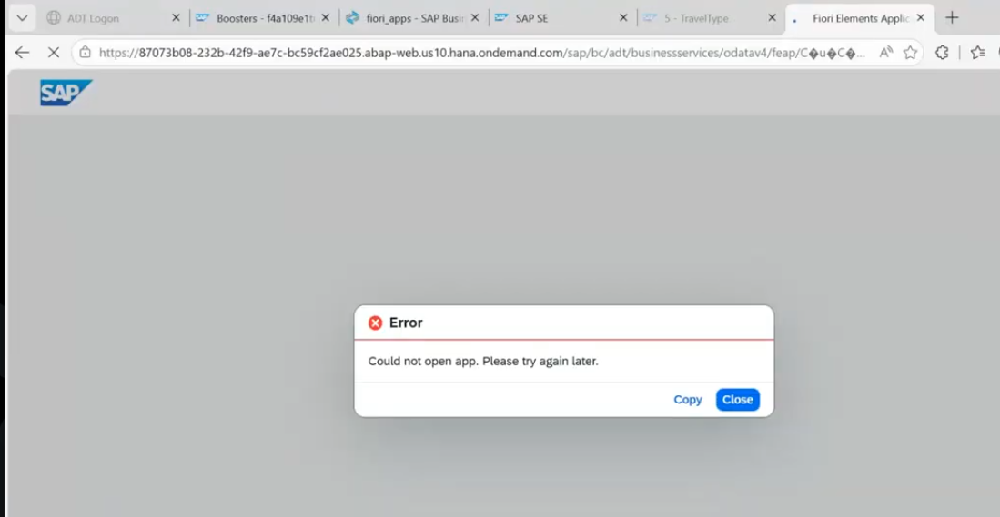 ADT Logon
Boosters - f4a109e1t
fiori_apps - SAP Busi
SAP SE
5 - TravelType
Fiori Elements Applic
https://87073b08-232b-42f9-ae7c-bc59cf2ae025.abap-web.us10.hana.ondemand.com/sap/bc/adt/businessservices/odatav4/feap/C�u�C�...
SAP
Error
Could not open app. Please try again later.
Copy
Close